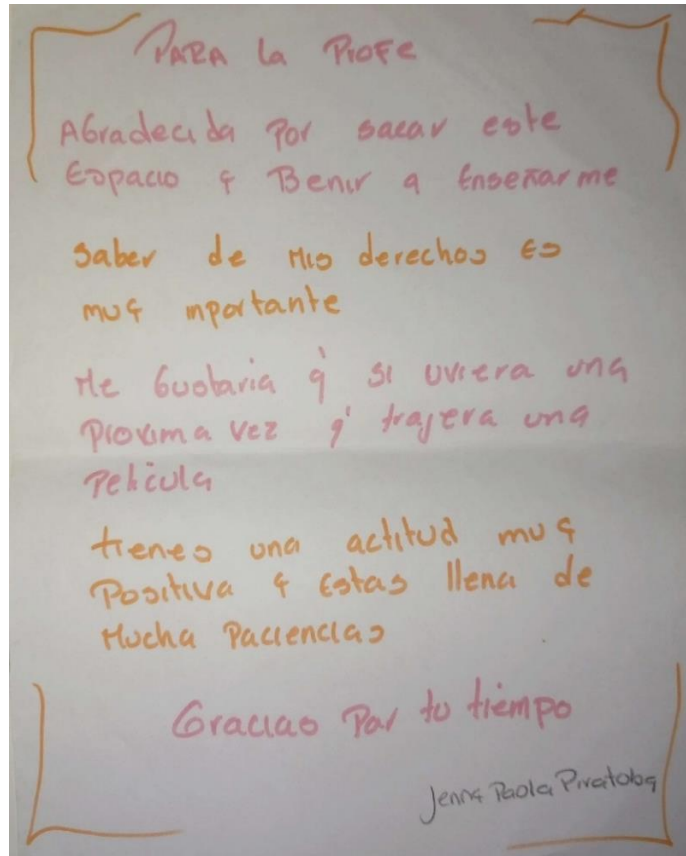 PARA la PROFE
AGradecida Por sacar este
Espacio y Benir a Enseñarme
saber de Mis derechos Es
muy mportante
Me Gustaria q' si uviera una
Proxima vez q' trajera una
Pelicula
tienes una actitud muy
Positiva y Estas llena de
Mucha Paciencias
Gracias Por tu tiempo
Jenny Paola Piratoba